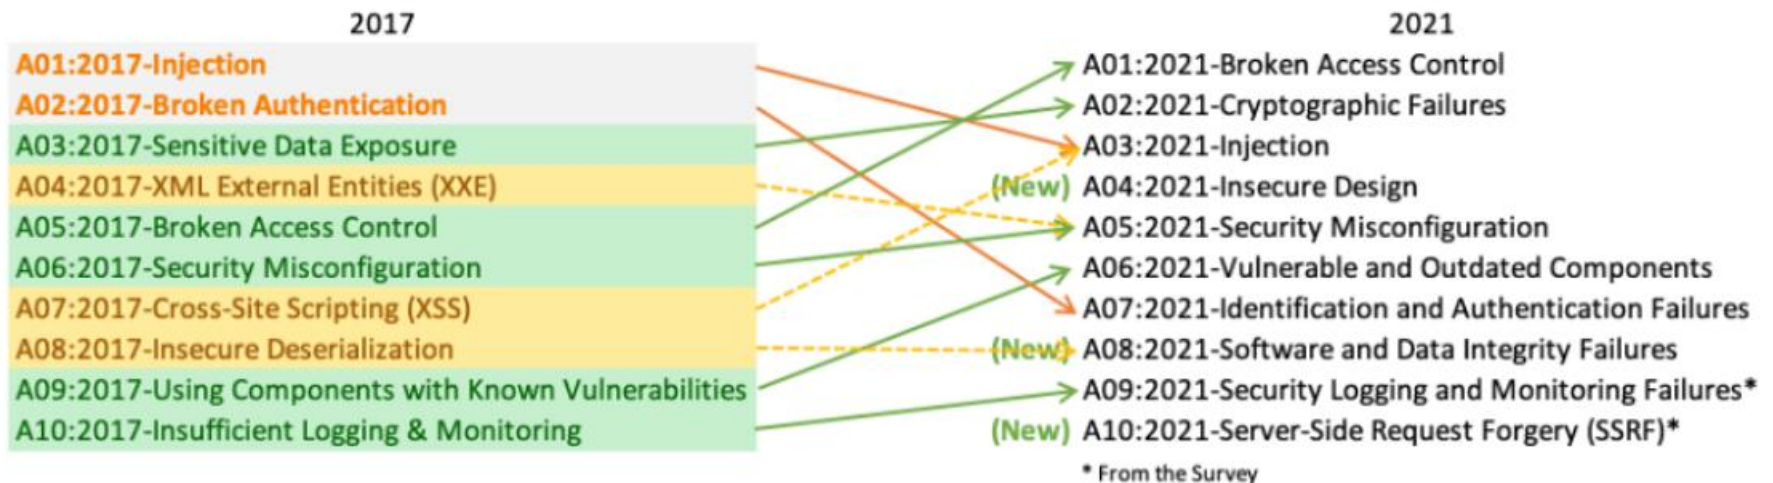 2017
2021
A01:2017-Injection
A02:2017-Broken Authentication
A03:2017-Sensitive Data Exposure
A04:2017-XML External Entities (XXE)
A05:2017-Broken Access Control
A06:2017-Security Misconfiguration
A07:2017-Cross-Site Scripting (XSS)
A08:2017-Insecure Deserialization
A09:2017-Using Components with Known Vulnerabilities
A10:2017-Insufficient Logging & Monitoring
A01:2021-Broken Access Control
A02:2021-Cryptographic Failures
A03:2021-Injection
(New) A04:2021-Insecure Design
A05:2021-Security Misconfiguration
A06:2021-Vulnerable and Outdated Components
A07:2021-Identification and Authentication Failures
(New) A08:2021-Software and Data Integrity Failures
A09:2021-Security Logging and Monitoring Failures*
(New) A10:2021-Server-Side Request Forgery (SSRF)*
* From the Survey